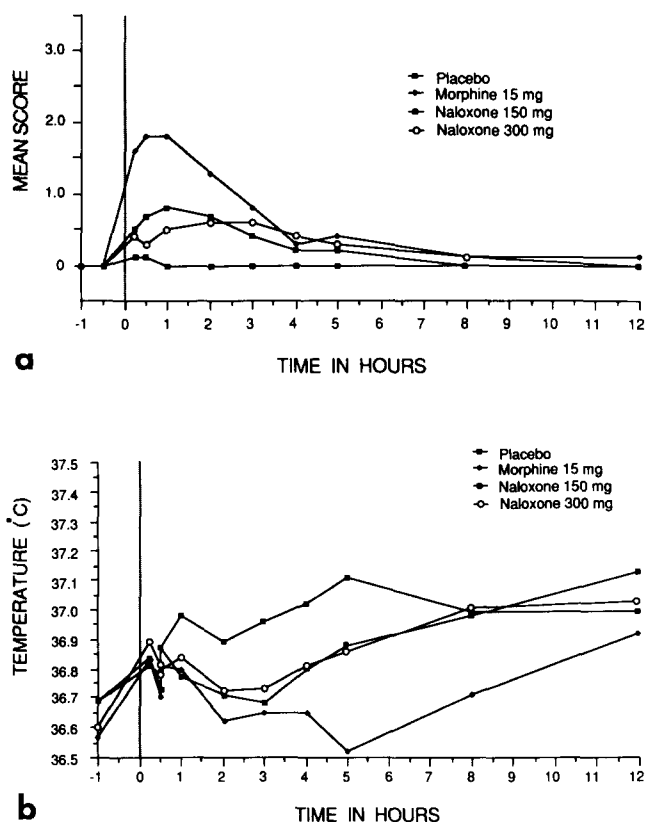 3.0
2.0
1.0
0
MEAN SCORE
Placebo
Morphine 15 mg
Naloxone 150 mg
Naloxone 300 mg
-1 0 1 2 3 4 5 6 7 8 9 10 11 12
TIME IN HOURS
a
37.5
37.4
37.3
37.2
37.1
37.0
36.9
36.8
36.7
36.6
36.5
TEMPERATURE (°C)
Placebo
Morphine 15 mg
Naloxone 150 mg
Naloxone 300 mg
-1 0 1 2 3 4 5 6 7 8 9 10 11 12
TIME IN HOURS
b